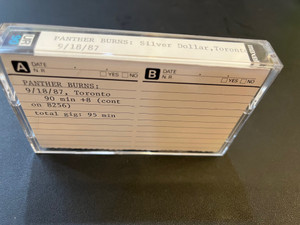 PANTHER BURNS: Silver Dollar,Toronto
9/18/87
A DATE
N.R. YES NO
B DATE
N.R. YES NO
PANTHER BURNS:
9/18/87, Toronto
90 min +8 (cont
on 8256)
total gig: 95 min